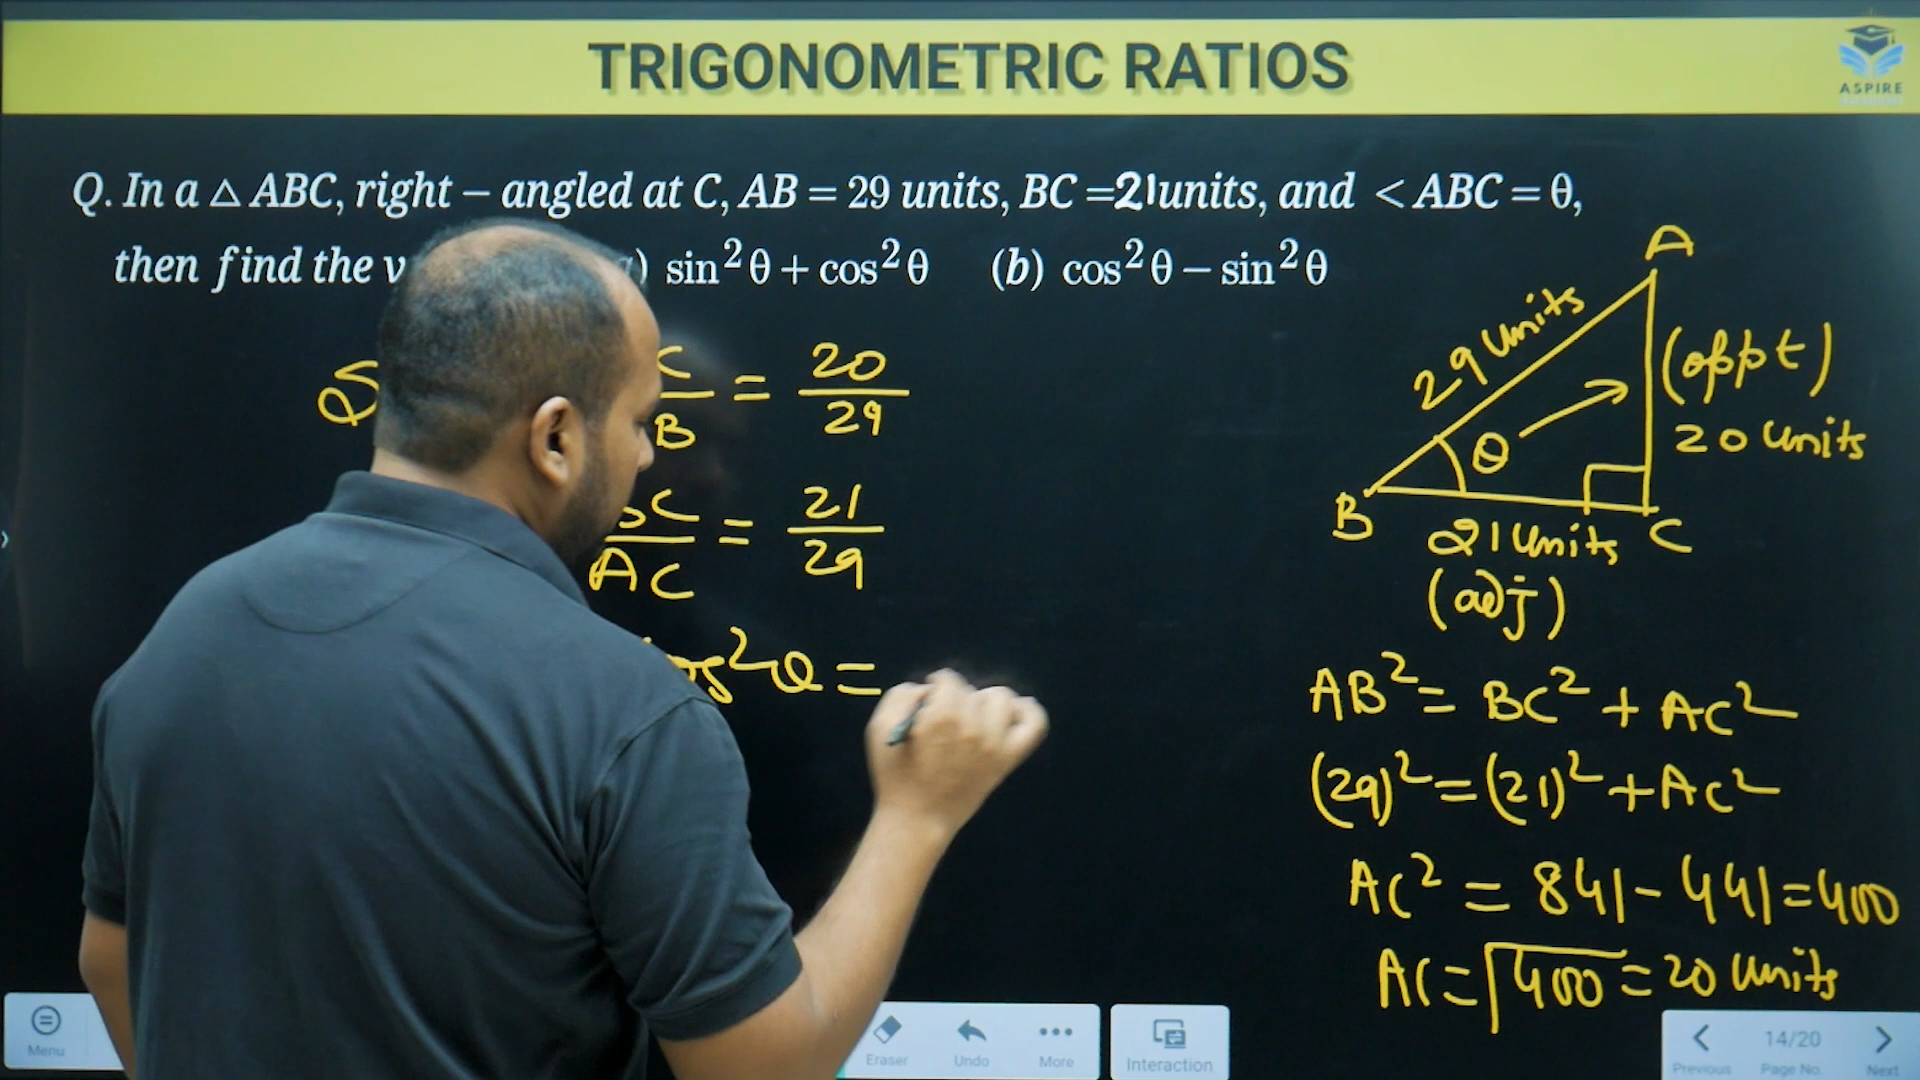 TRIGONOMETRIC RATIOS
ASPIRE
Q. In a △ ABC, right – angled at C, AB = 29 units, BC =21units, and < ABC = θ,
then find the v ) sin²θ + cos²θ (b) cos²θ – sin²θ
C/B = 20/29
BC/AC = 21/29
cos²θ =
A
29 units
(oppt)
20 units
θ
B
21 units
C
(adj)
AB² = BC² + AC²
(29)² = (21)² + AC²
AC² = 841 - 441 = 400
AC = √400 = 20 units
Menu
Eraser
Undo
More
Interaction
Previous
14/20
Page No.
Next